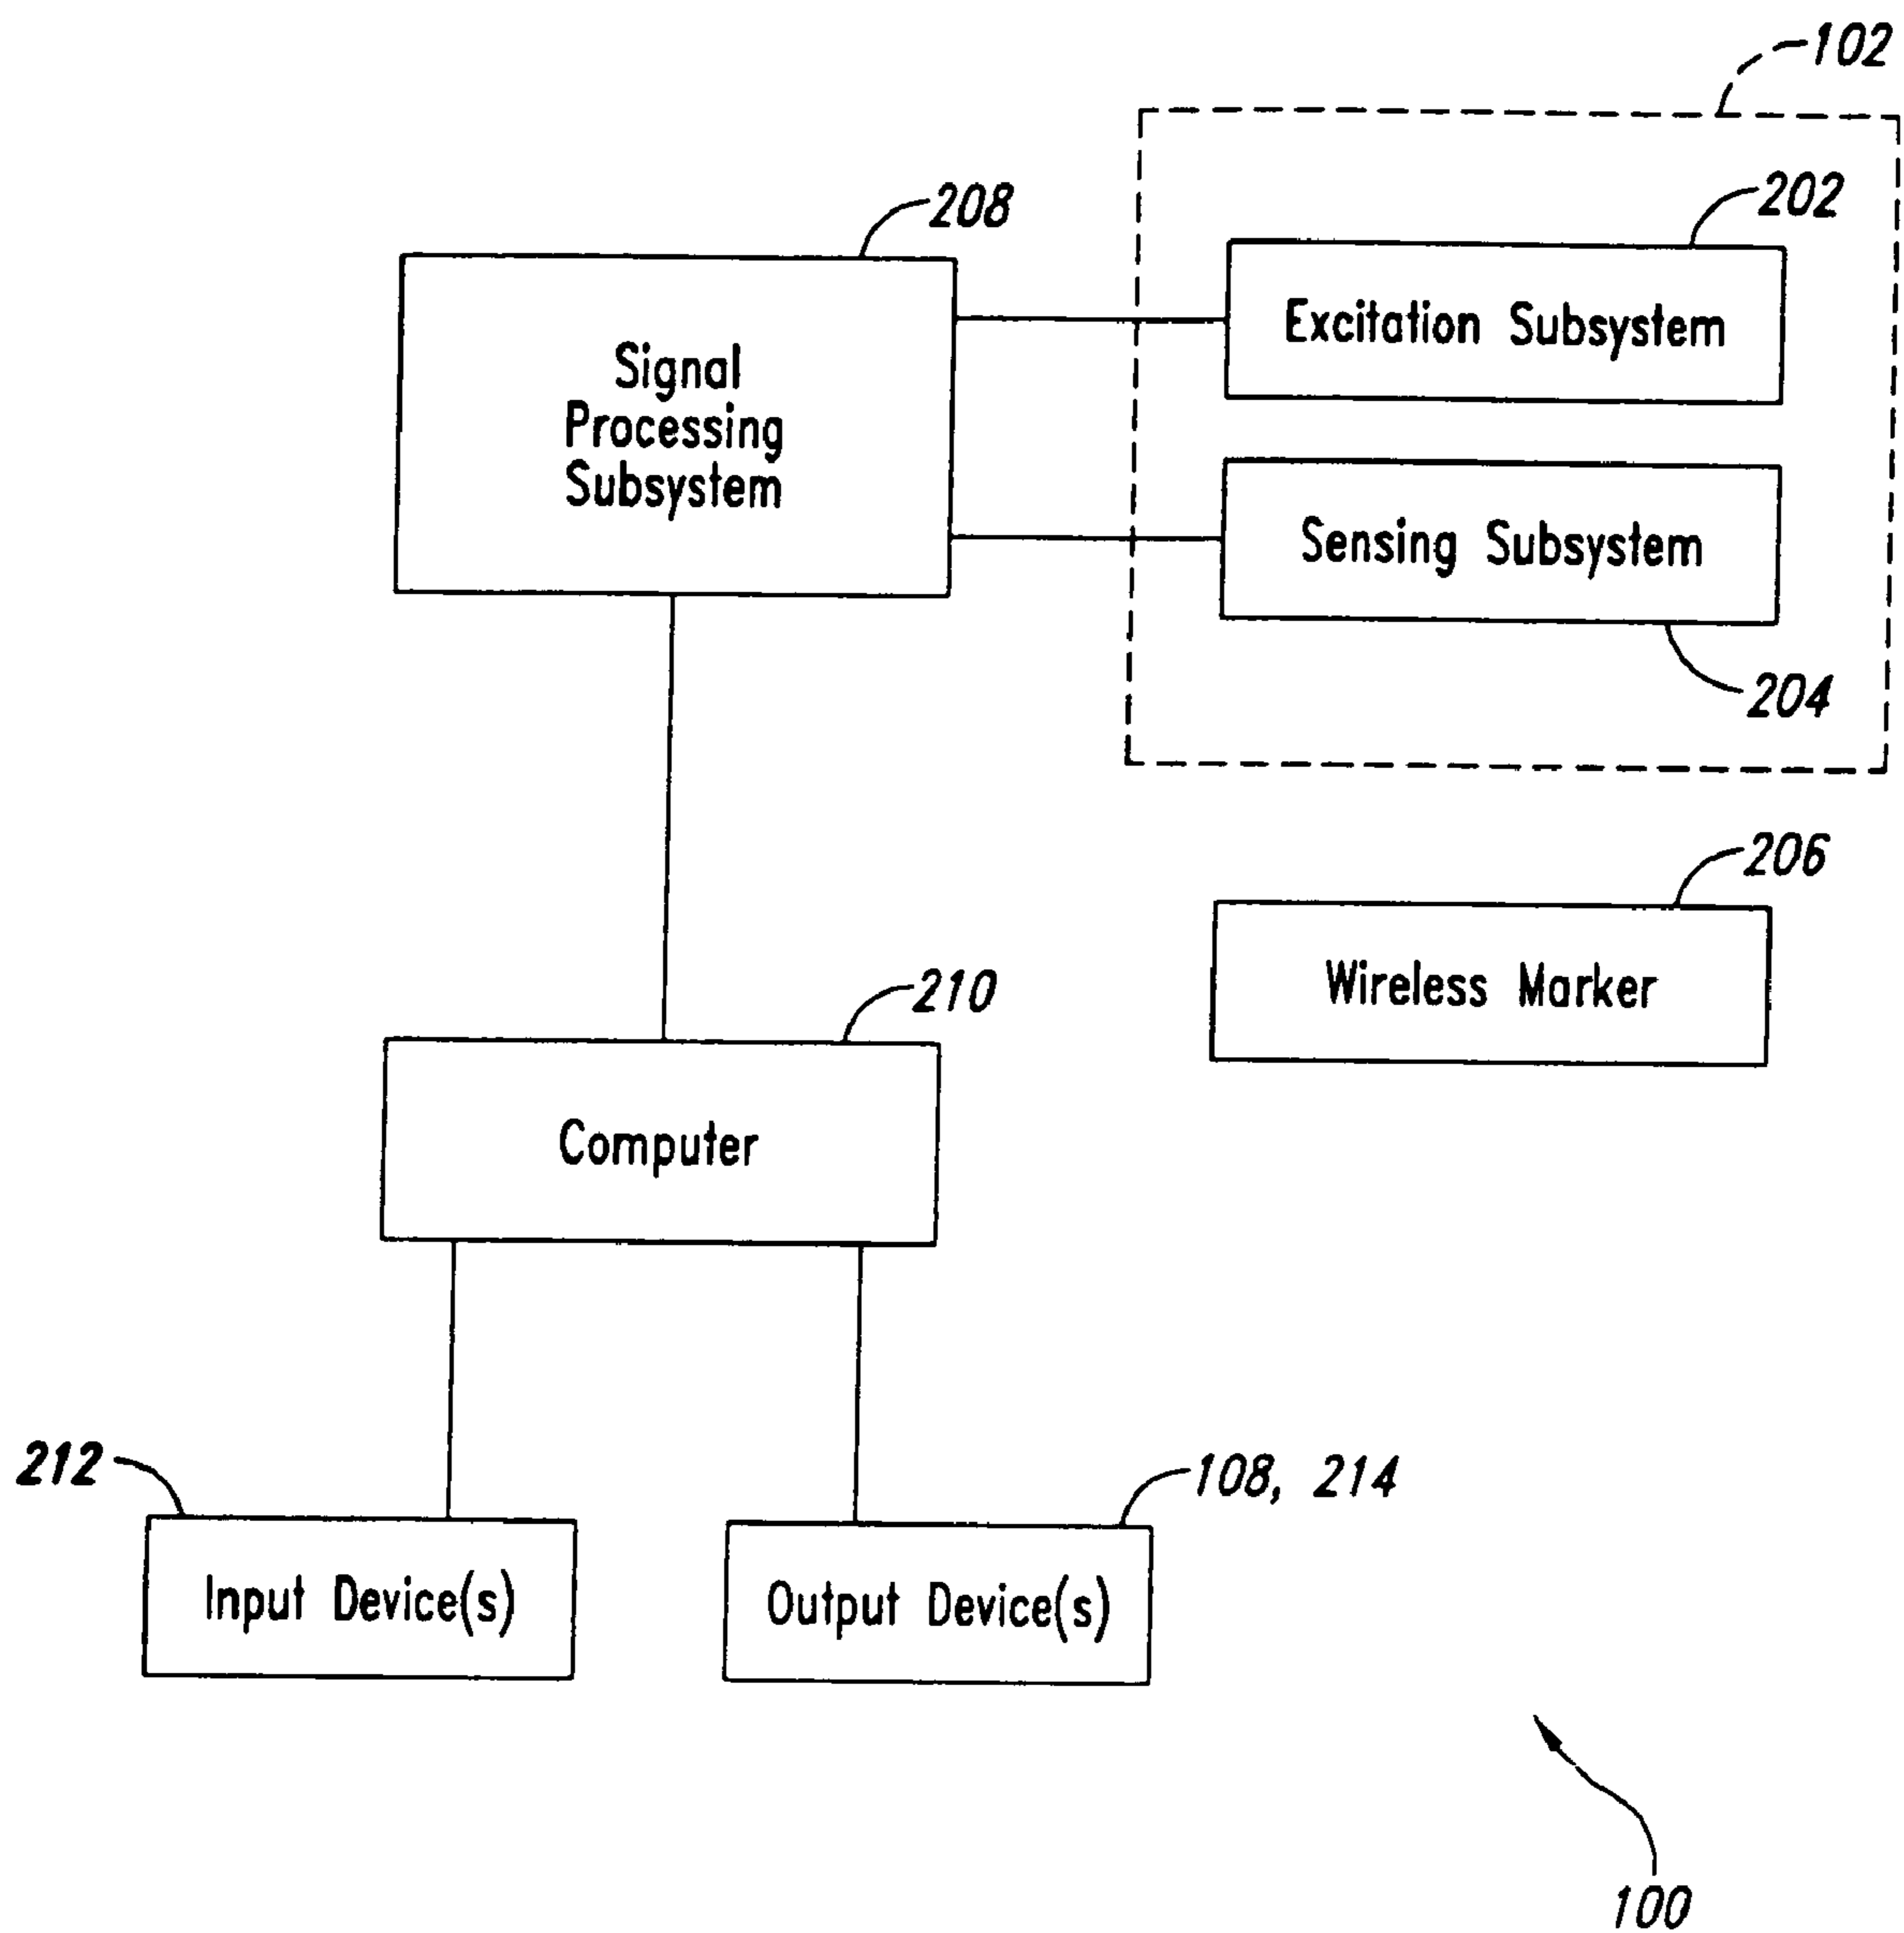 102
208
202
Excitation Subsystem
Signal
Processing
Subsystem
Sensing Subsystem
204
206
Wireless Marker
210
Computer
212
108, 214
Input Device(s)
Output Device(s)
100